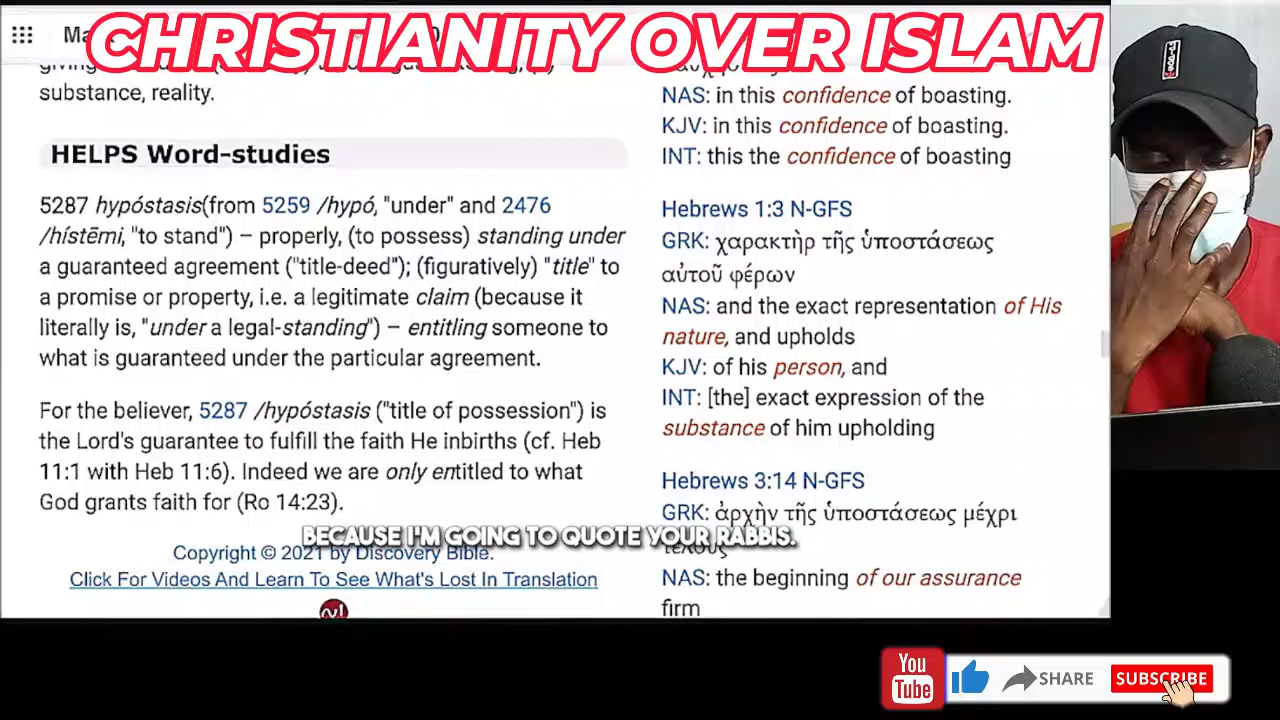 CHRISTIANITY OVER ISLAM
substance, reality.
HELPS Word-studies
5287 hypóstasis(from 5259 /hypó, "under" and 2476
/hístēmi, "to stand") – properly, (to possess) standing under
a guaranteed agreement ("title-deed"); (figuratively) "title" to
a promise or property, i.e. a legitimate claim (because it
literally is, "under a legal-standing") – entitling someone to
what is guaranteed under the particular agreement.
For the believer, 5287 /hypóstasis ("title of possession") is
the Lord's guarantee to fulfill the faith He inbirths (cf. Heb
11:1 with Heb 11:6). Indeed we are only entitled to what
God grants faith for (Ro 14:23).
BECAUSE I'M GOING TO QUOTE YOUR RABBIS.
Copyright © 2021 by Discovery Bible.
Click For Videos And Learn To See What's Lost In Translation
NAS: in this confidence of boasting.
KJV: in this confidence of boasting.
INT: this the confidence of boasting
Hebrews 1:3 N-GFS
GRK: χαρακτὴρ τῆς ὑποστάσεως
αὐτοῦ φέρων
NAS: and the exact representation of His
nature, and upholds
KJV: of his person, and
INT: [the] exact expression of the
substance of him upholding
Hebrews 3:14 N-GFS
GRK: ἀρχὴν τῆς ὑποστάσεως μέχρι
τέλους
NAS: the beginning of our assurance
firm
You
Tube
SHARE
SUBSCRIBE